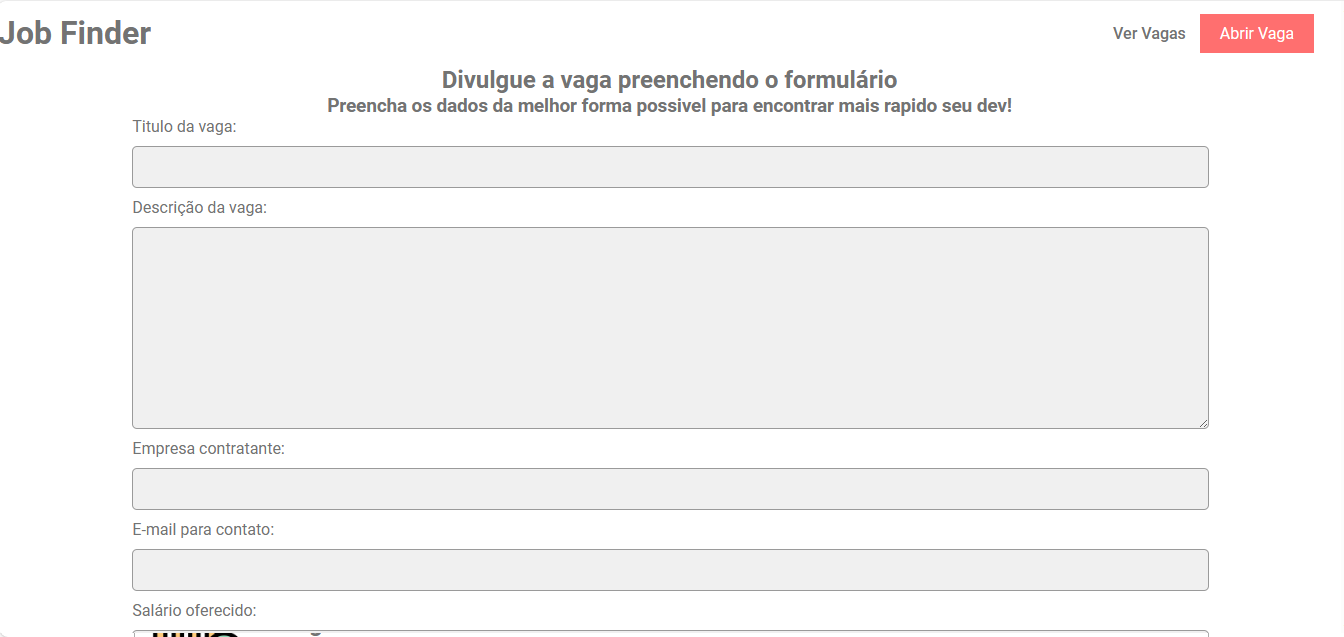 Job Finder
Ver Vagas
Abrir Vaga
Divulgue a vaga preenchendo o formulário
Preencha os dados da melhor forma possivel para encontrar mais rapido seu dev!
Titulo da vaga:
Descrição da vaga:
Empresa contratante:
E-mail para contato:
Salário oferecido: